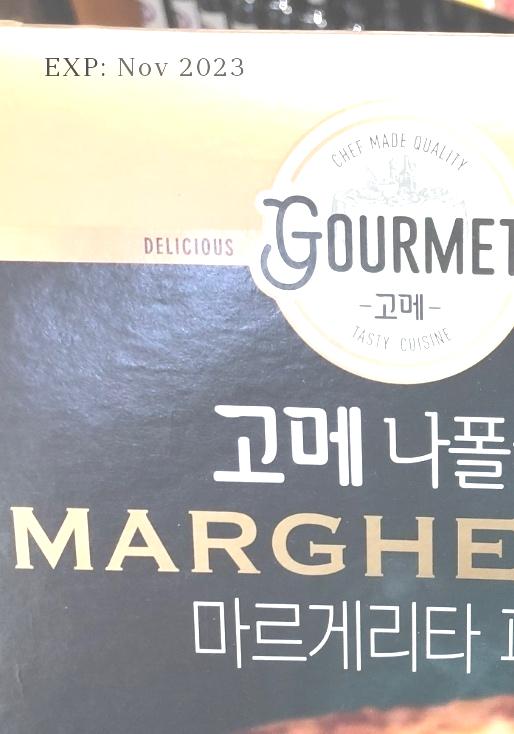 EXP: Nov 2023
CHEF MADE QUALITY
DELICIOUS
GOURMET
-고메-
TASTY CUISINE
고메 나폴
MARGHE
마르게리타